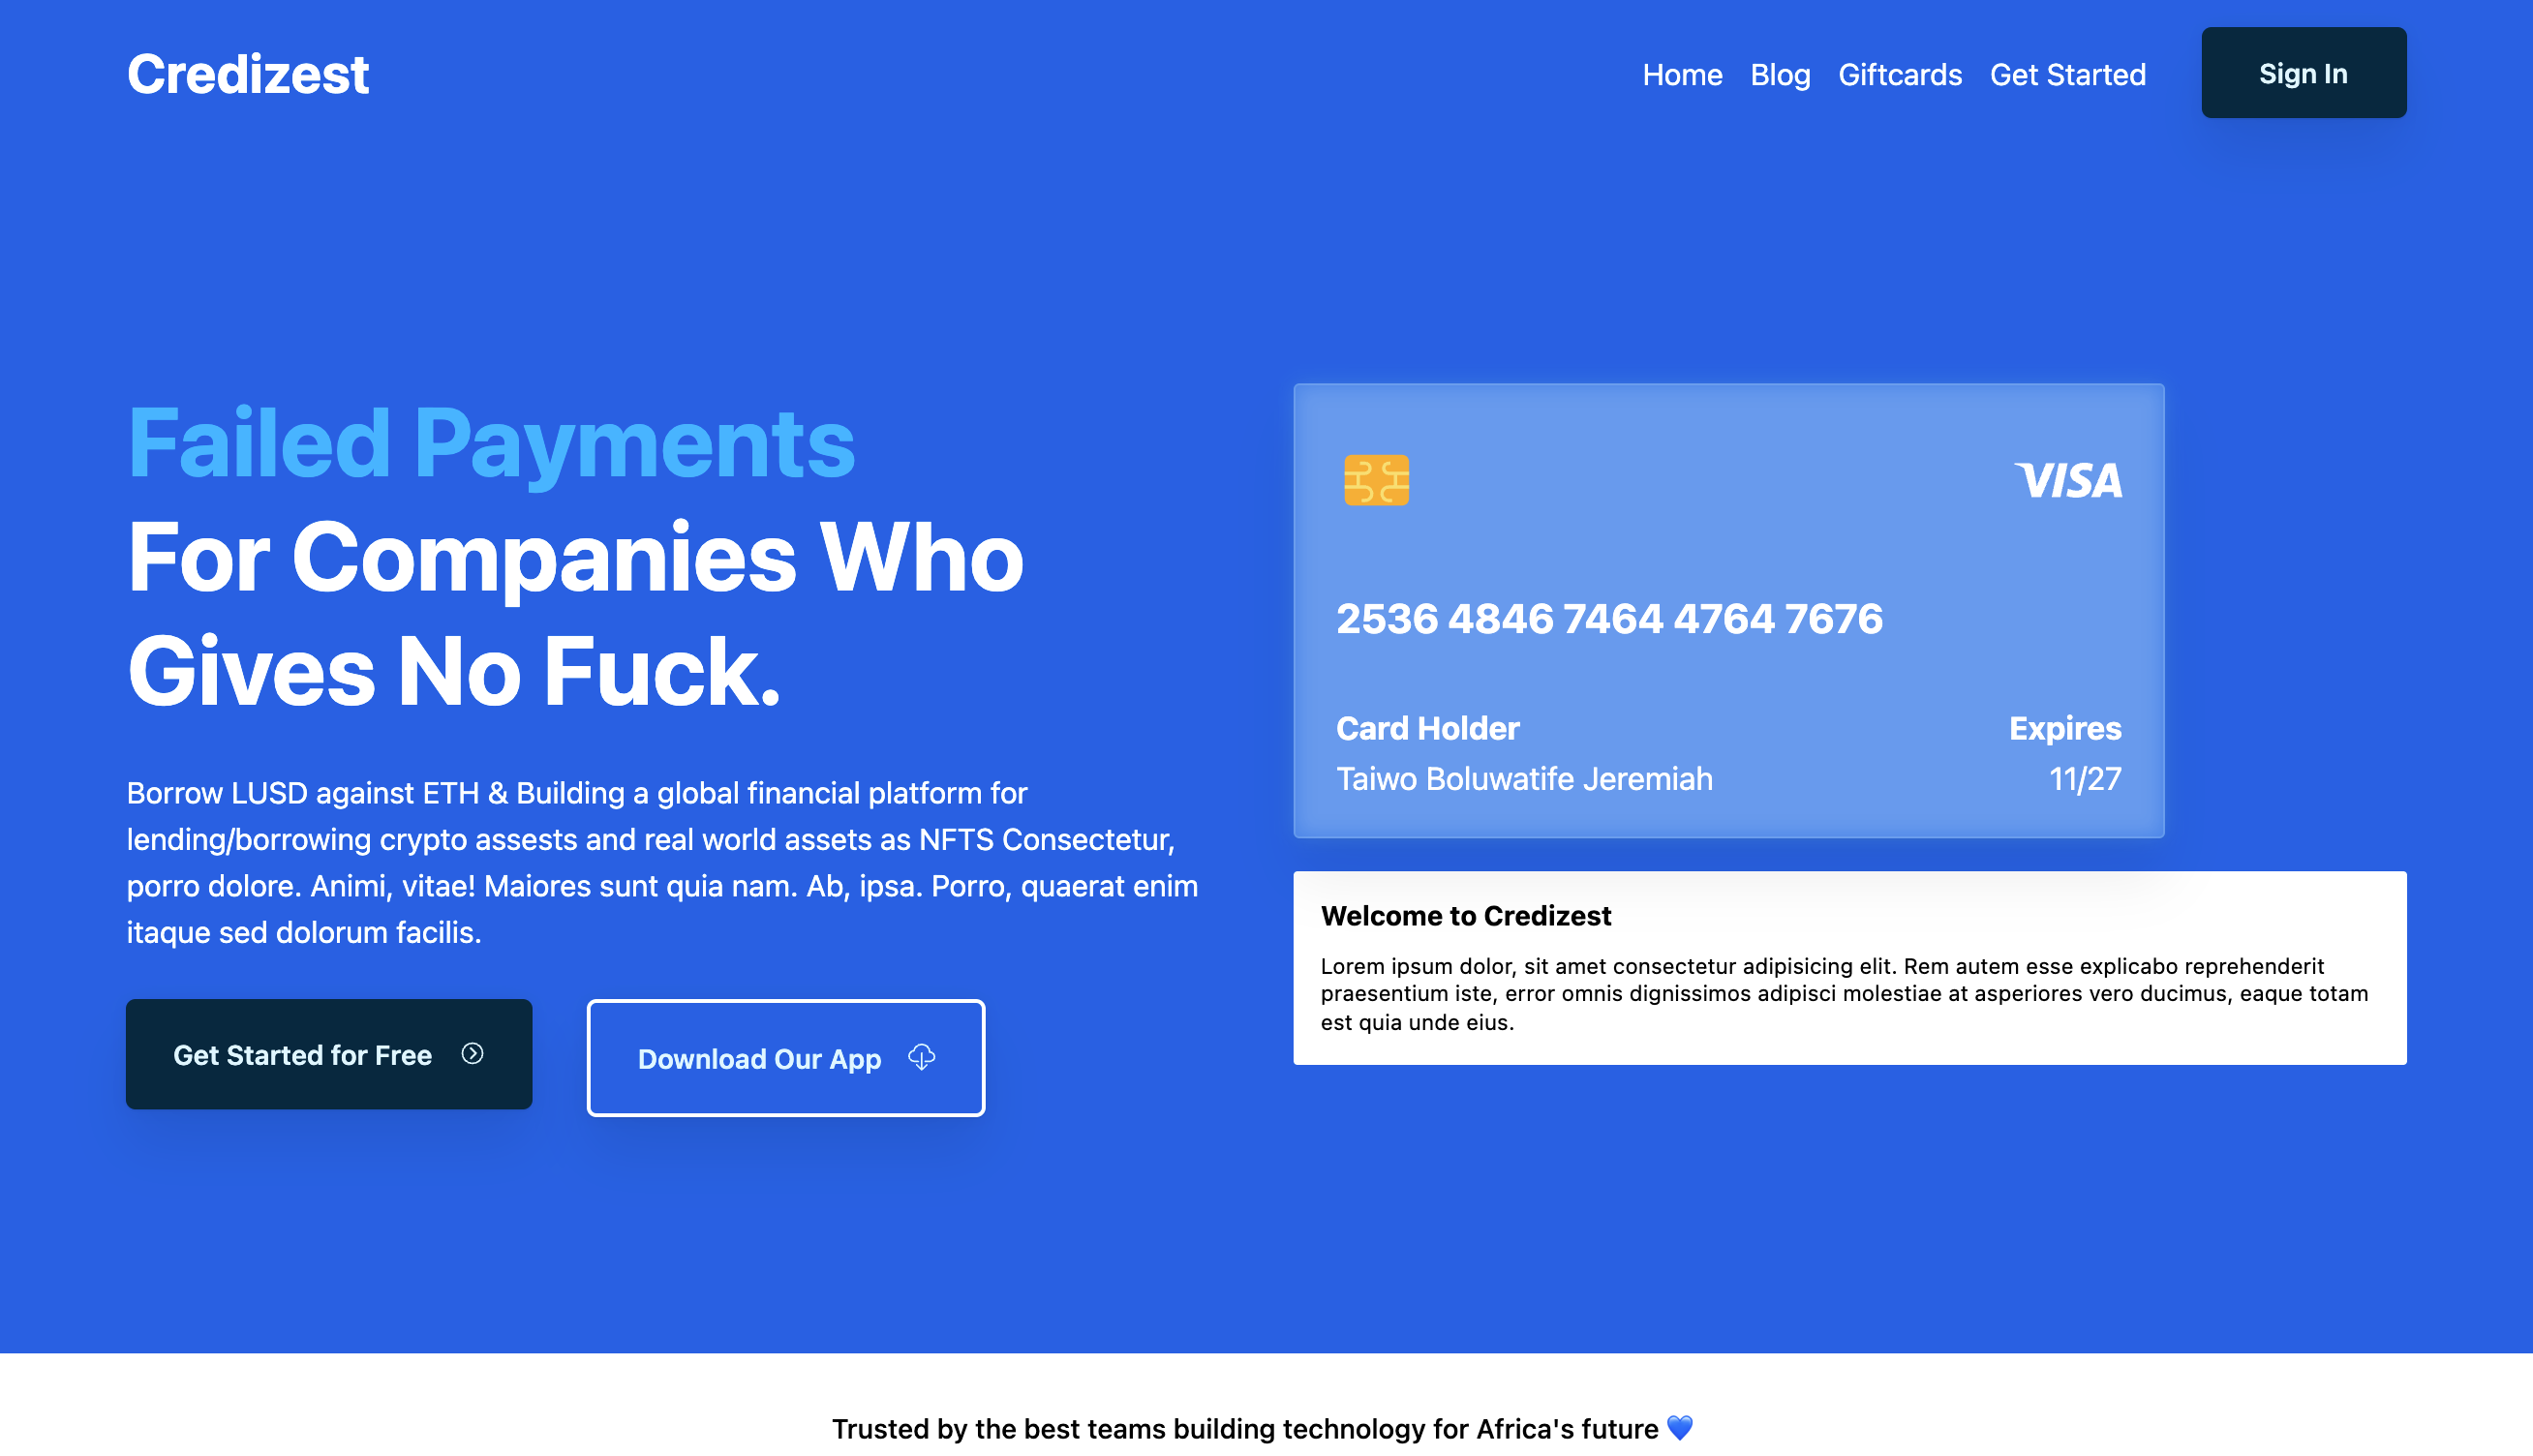 Credizest
Home Blog Giftcards Get Started Sign In
Failed Payments
For Companies Who
Gives No Fuck.
Borrow LUSD against ETH & Building a global financial platform for
lending/borrowing crypto assests and real world assets as NFTS Consectetur,
porro dolore. Animi, vitae! Maiores sunt quia nam. Ab, ipsa. Porro, quaerat enim
itaque sed dolorum facilis.
Get Started for Free
Download Our App
VISA
2536 4846 7464 4764 7676
Card Holder Expires
Taiwo Boluwatife Jeremiah 11/27
Welcome to Credizest
Lorem ipsum dolor, sit amet consectetur adipisicing elit. Rem autem esse explicabo reprehenderit
praesentium iste, error omnis dignissimos adipisci molestiae at asperiores vero ducimus, eaque totam
est quia unde eius.
Trusted by the best teams building technology for Africa's future 💙